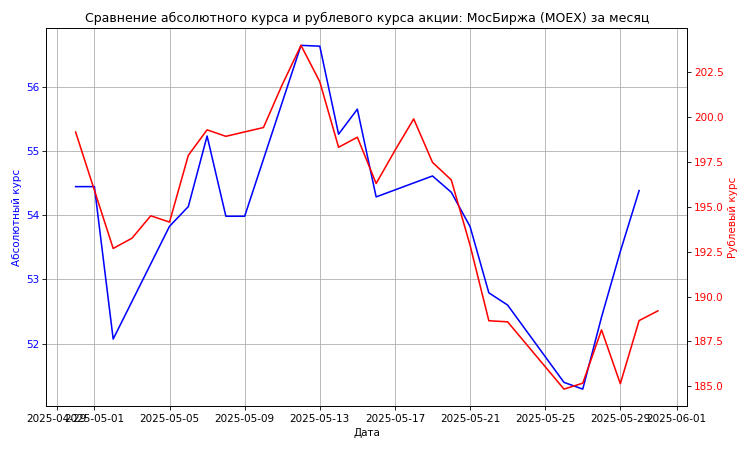 Сравнение абсолютного курса и рублевого курса акции: МосБиржа (MOEX) за месяц
Абсолютный курс
56
55
54
53
52
202.5
200.0
197.5
195.0
192.5
190.0
187.5
185.0
Рублевый курс
2025-04-29 2025-05-01 2025-05-05 2025-05-09 2025-05-13 2025-05-17 2025-05-21 2025-05-25 2025-05-29 2025-06-01
Дата